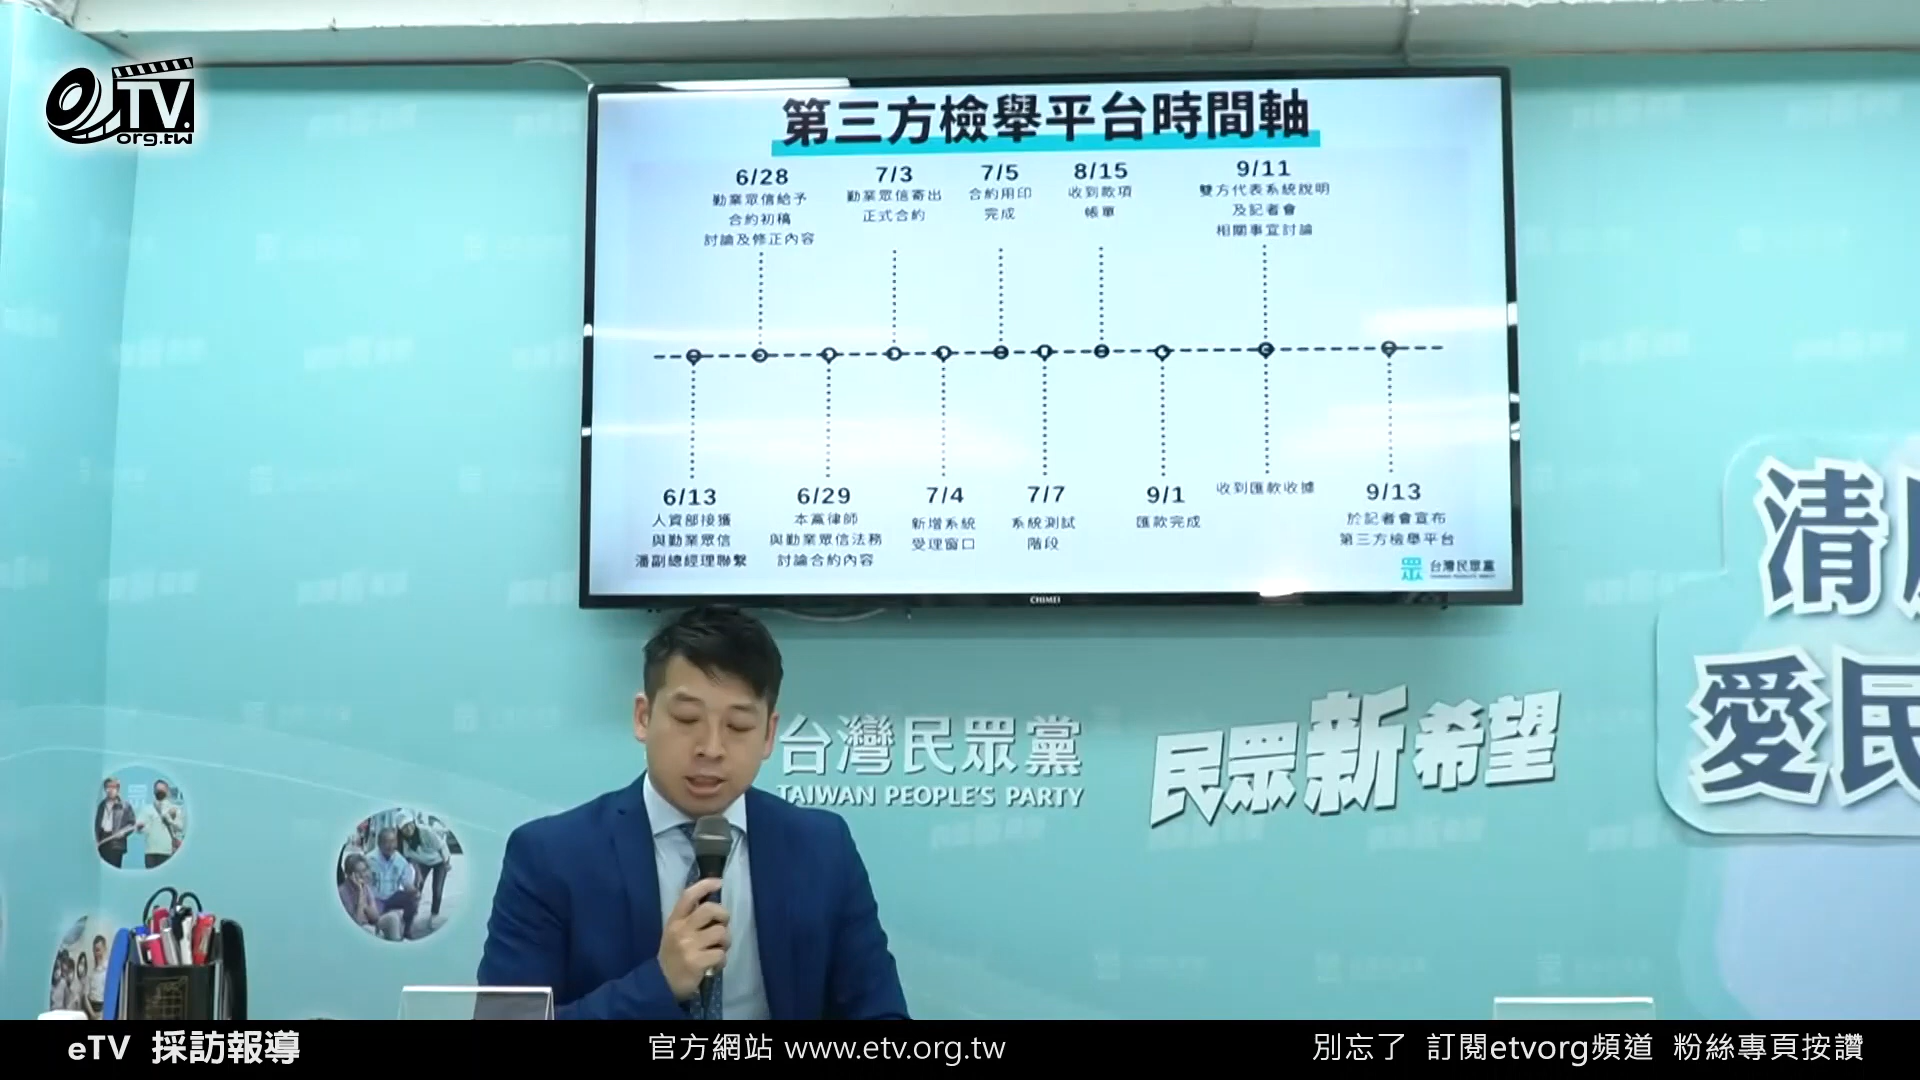 eTV.
org.tw
第三方檢舉平台時間軸
6/28
勤業眾信給予
合約初稿
討論及修正內容
7/3
勤業眾信寄出
正式合約
7/5
合約用印
完成
8/15
收到款項
帳單
9/11
雙方代表系統說明
及記者會
相關事宜討論
6/13
人資部接獲
與勤業眾信
潘副總經理聯繫
6/29
本黨律師
與勤業眾信法務
討論合約內容
7/4
新增系統
受理窗口
7/7
系統測試
階段
9/1
匯款完成
收到匯款收據
9/13
於記者會宣布
第三方檢舉平台
眾 台灣民眾黨
TAIWAN PEOPLE'S PARTY
CHIMEI
台灣民眾黨
TAIWAN PEOPLE'S PARTY
民眾新希望
清
愛民
eTV 採訪報導
官方網站 www.etv.org.tw
別忘了 訂閱etvorg頻道 粉絲專頁按讚